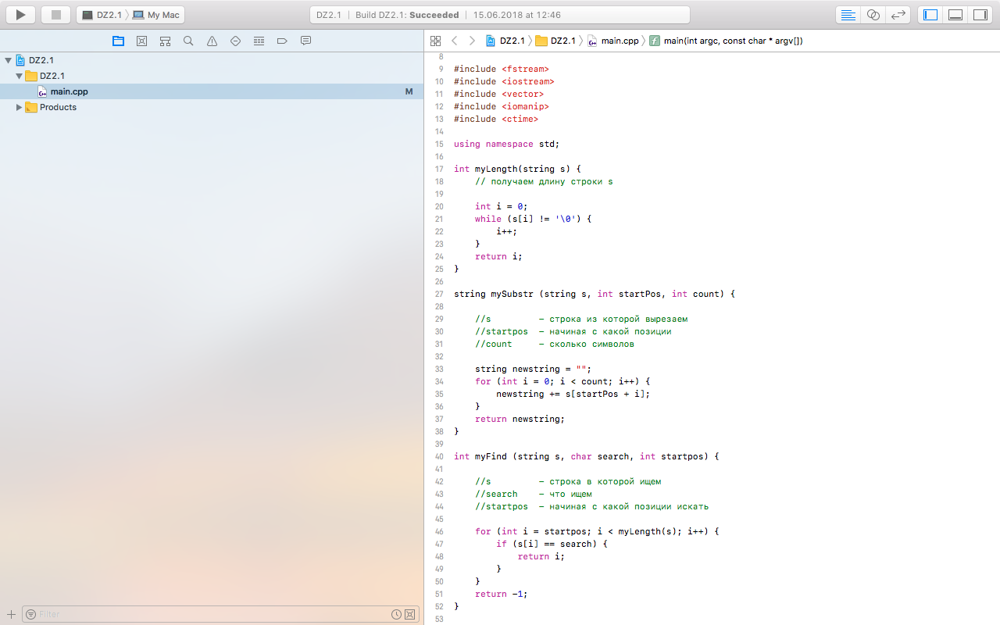 DZ2.1 〉 My Mac
DZ2.1 | Build DZ2.1: Succeeded | 15.06.2018 at 12:46
DZ2.1 〉 DZ2.1 〉 main.cpp 〉 main(int argc, const char * argv[])
DZ2.1
DZ2.1
main.cpp M
Products
Filter
8
9 #include <fstream>
10 #include <iostream>
11 #include <vector>
12 #include <iomanip>
13 #include <ctime>
14
15 using namespace std;
16
17 int myLength(string s) {
18     // получаем длину строки s
19
20     int i = 0;
21     while (s[i] != '\0') {
22         i++;
23     }
24     return i;
25 }
26
27 string mySubstr (string s, int startPos, int count) {
28
29     //s         – строка из которой вырезаем
30     //startpos  – начиная с какой позиции
31     //count     – сколько символов
32
33     string newstring = "";
34     for (int i = 0; i < count; i++) {
35         newstring += s[startPos + i];
36     }
37     return newstring;
38 }
39
40 int myFind (string s, char search, int startpos) {
41
42     //s         – строка в которой ищем
43     //search    – что ищем
44     //startpos  – начиная с какой позиции искать
45
46     for (int i = startpos; i < myLength(s); i++) {
47         if (s[i] == search) {
48             return i;
49         }
50     }
51     return -1;
52 }
53